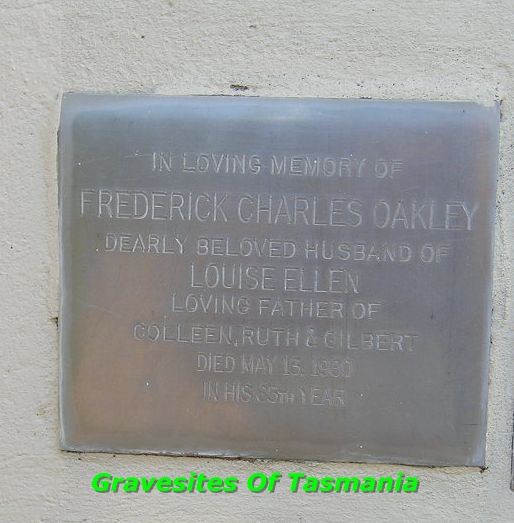 IN LOVING MEMORY OF
FREDERICK CHARLES OAKLEY
DEARLY BELOVED HUSBAND OF
LOUISE ELLEN
LOVING FATHER OF
COLLEEN, RUTH & GILBERT
DIED MAY 13, 
IN HIS YEAR
Gravesites Of Tasmania